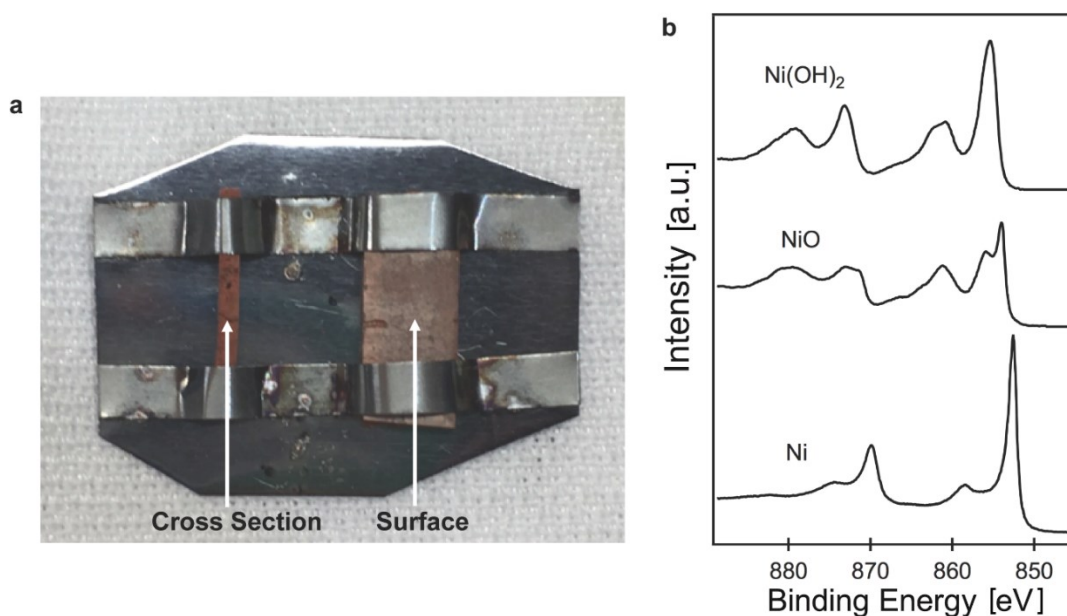 a
Cross Section
Surface
b
Ni(OH)₂
NiO
Ni
Intensity [a.u.]
880
870
860
850
Binding Energy [eV]